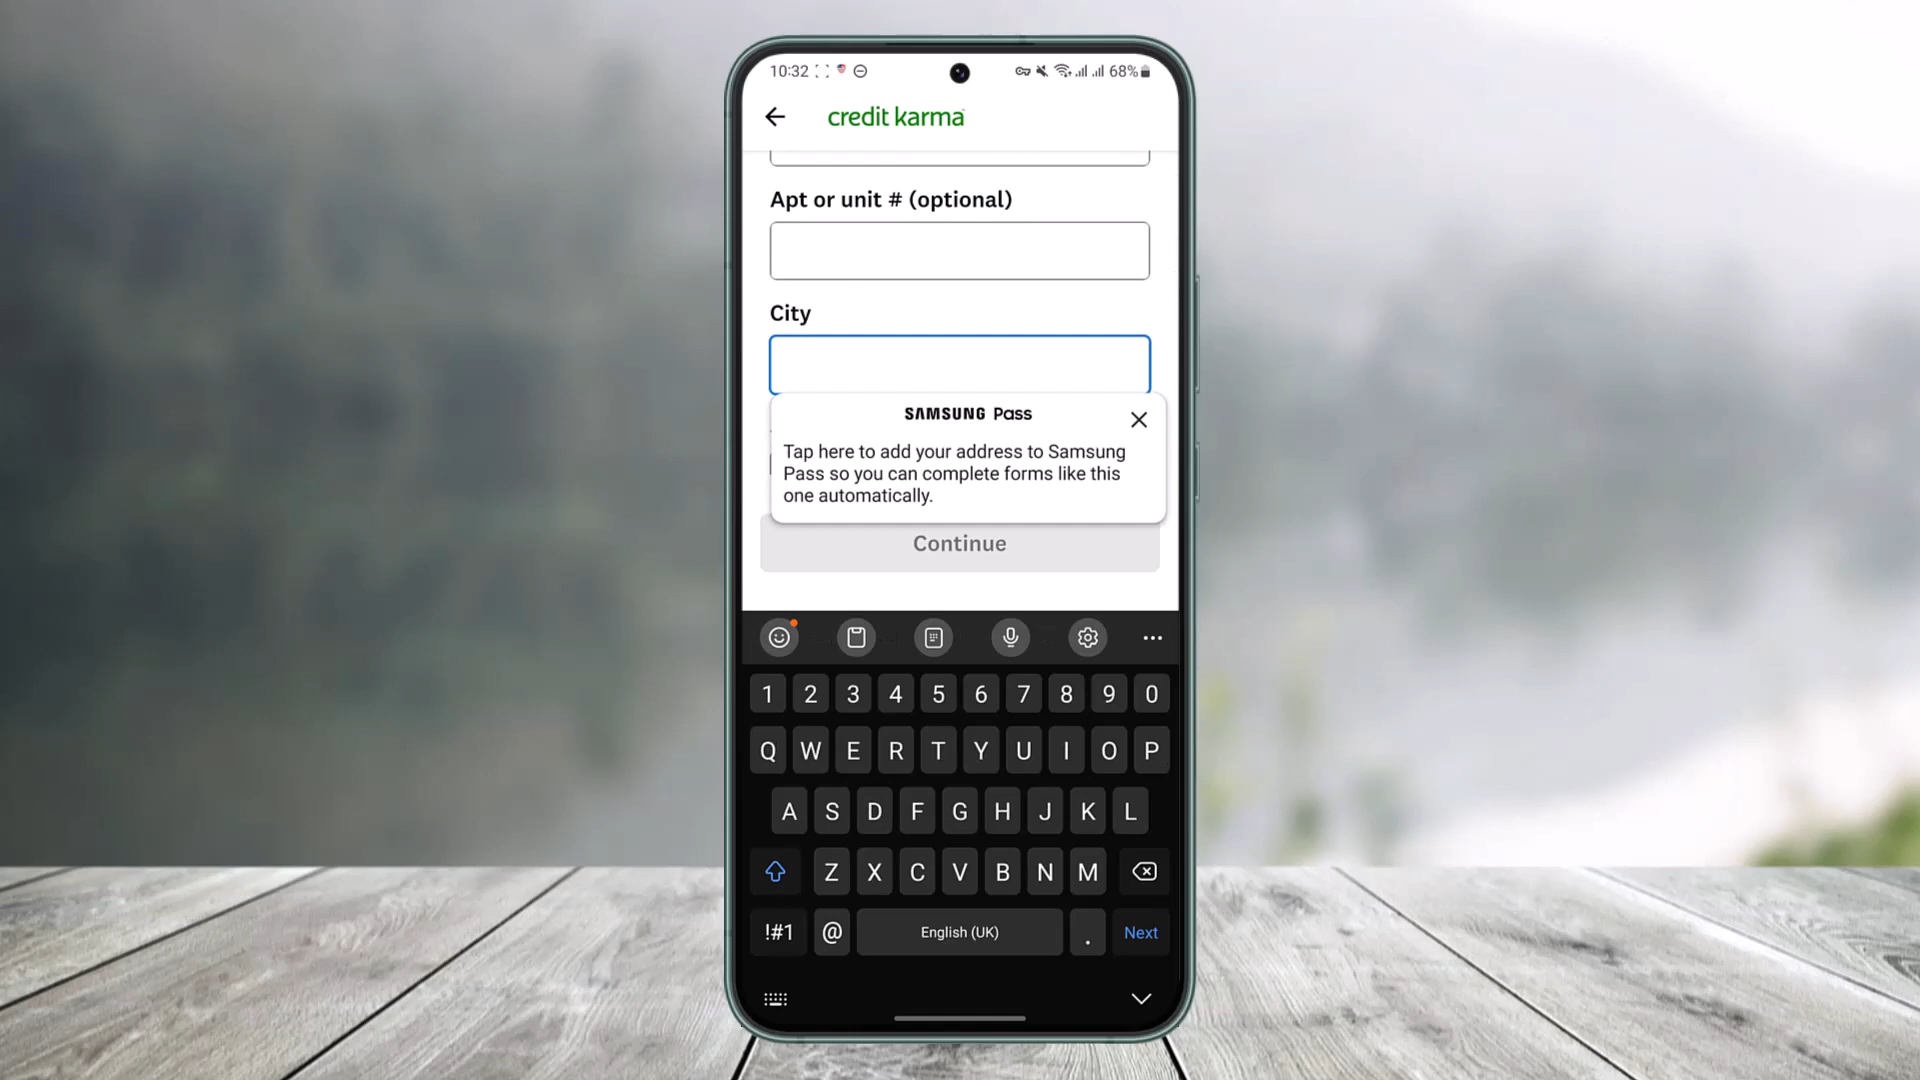 10:32
68%
credit karma
Apt or unit # (optional)
City
SAMSUNG Pass
Tap here to add your address to Samsung
Pass so you can complete forms like this
one automatically.
Continue
1 2 3 4 5 6 7 8 9 0
Q W E R T Y U I O P
A S D F G H J K L
Z X C V B N M
!#1 @ English (UK) . Next